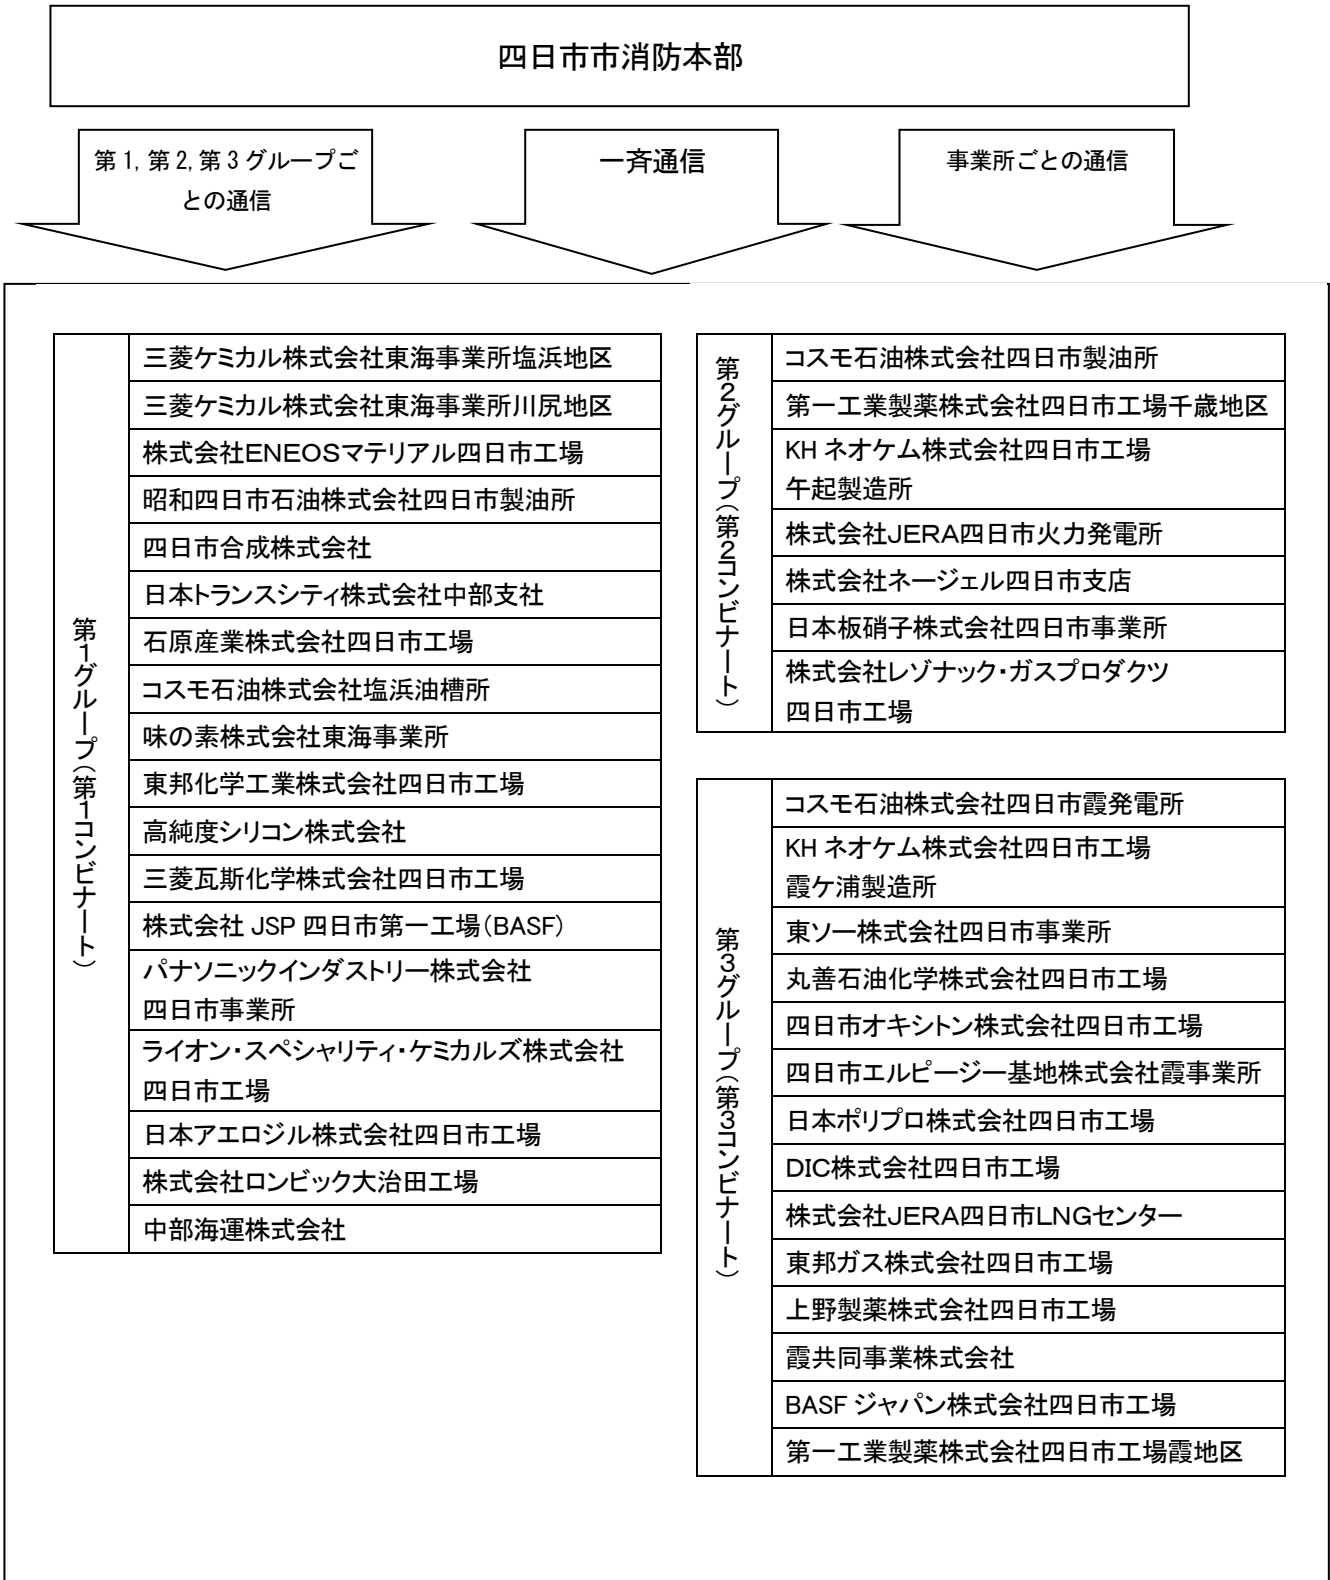 四日市市消防本部
第1,第2,第3グループご
との通信
一斉通信
事業所ごとの通信
第1グループ(第1コンビナート)
三菱ケミカル株式会社東海事業所塩浜地区
三菱ケミカル株式会社東海事業所川尻地区
株式会社ENEOSマテリアル四日市工場
昭和四日市石油株式会社四日市製油所
四日市合成株式会社
日本トランスシティ株式会社中部支社
石原産業株式会社四日市工場
コスモ石油株式会社塩浜油槽所
味の素株式会社東海事業所
東邦化学工業株式会社四日市工場
高純度シリコン株式会社
三菱瓦斯化学株式会社四日市工場
株式会社 JSP 四日市第一工場(BASF)
パナソニックインダストリー株式会社
四日市事業所
ライオン・スペシャリティ・ケミカルズ株式会社
四日市工場
日本アエロジル株式会社四日市工場
株式会社ロンビック大治田工場
中部海運株式会社
第2グループ(第2コンビナート)
コスモ石油株式会社四日市製油所
第一工業製薬株式会社四日市工場千歳地区
KH ネオケム株式会社四日市工場
午起製造所
株式会社JERA四日市火力発電所
株式会社ネージェル四日市支店
日本板硝子株式会社四日市事業所
株式会社レゾナック・ガスプロダクツ
四日市工場
第3グループ(第3コンビナート)
コスモ石油株式会社四日市霞発電所
KH ネオケム株式会社四日市工場
霞ケ浦製造所
東ソー株式会社四日市事業所
丸善石油化学株式会社四日市工場
四日市オキシトン株式会社四日市工場
四日市エルピージー基地株式会社霞事業所
日本ポリプロ株式会社四日市工場
DIC株式会社四日市工場
株式会社JERA四日市LNGセンター
東邦ガス株式会社四日市工場
上野製薬株式会社四日市工場
霞共同事業株式会社
BASF ジャパン株式会社四日市工場
第一工業製薬株式会社四日市工場霞地区